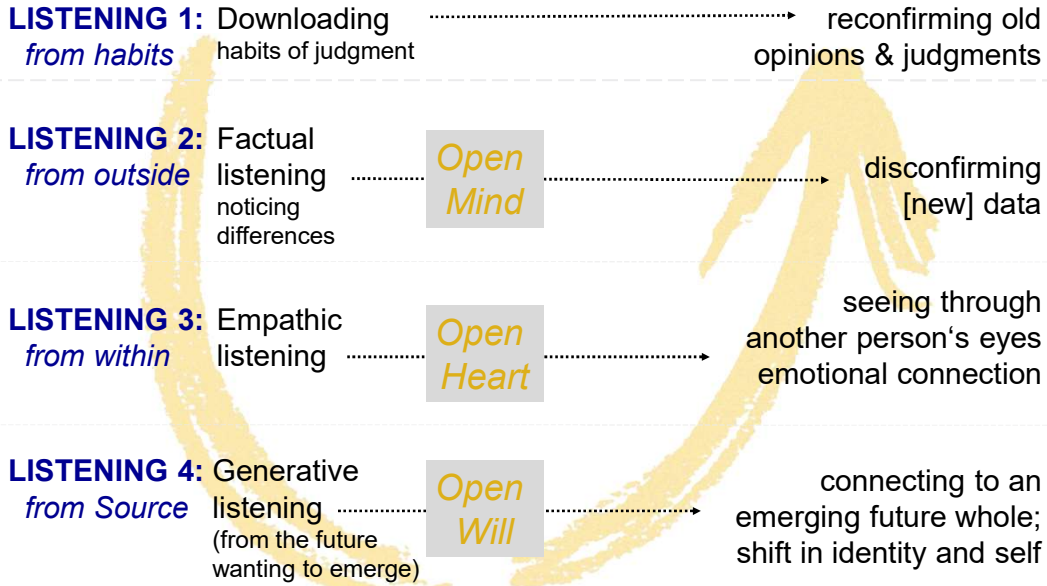 LISTENING 1: Downloading reconfirming old
from habits habits of judgment opinions & judgments
LISTENING 2: Factual
from outside listening
noticing
differences
Open
Mind
disconfirming
[new] data
LISTENING 3: Empathic
from within listening
Open
Heart
seeing through
another person‘s eyes
emotional connection
LISTENING 4: Generative
from Source listening
(from the future
wanting to emerge)
Open
Will
connecting to an
emerging future whole;
shift in identity and self